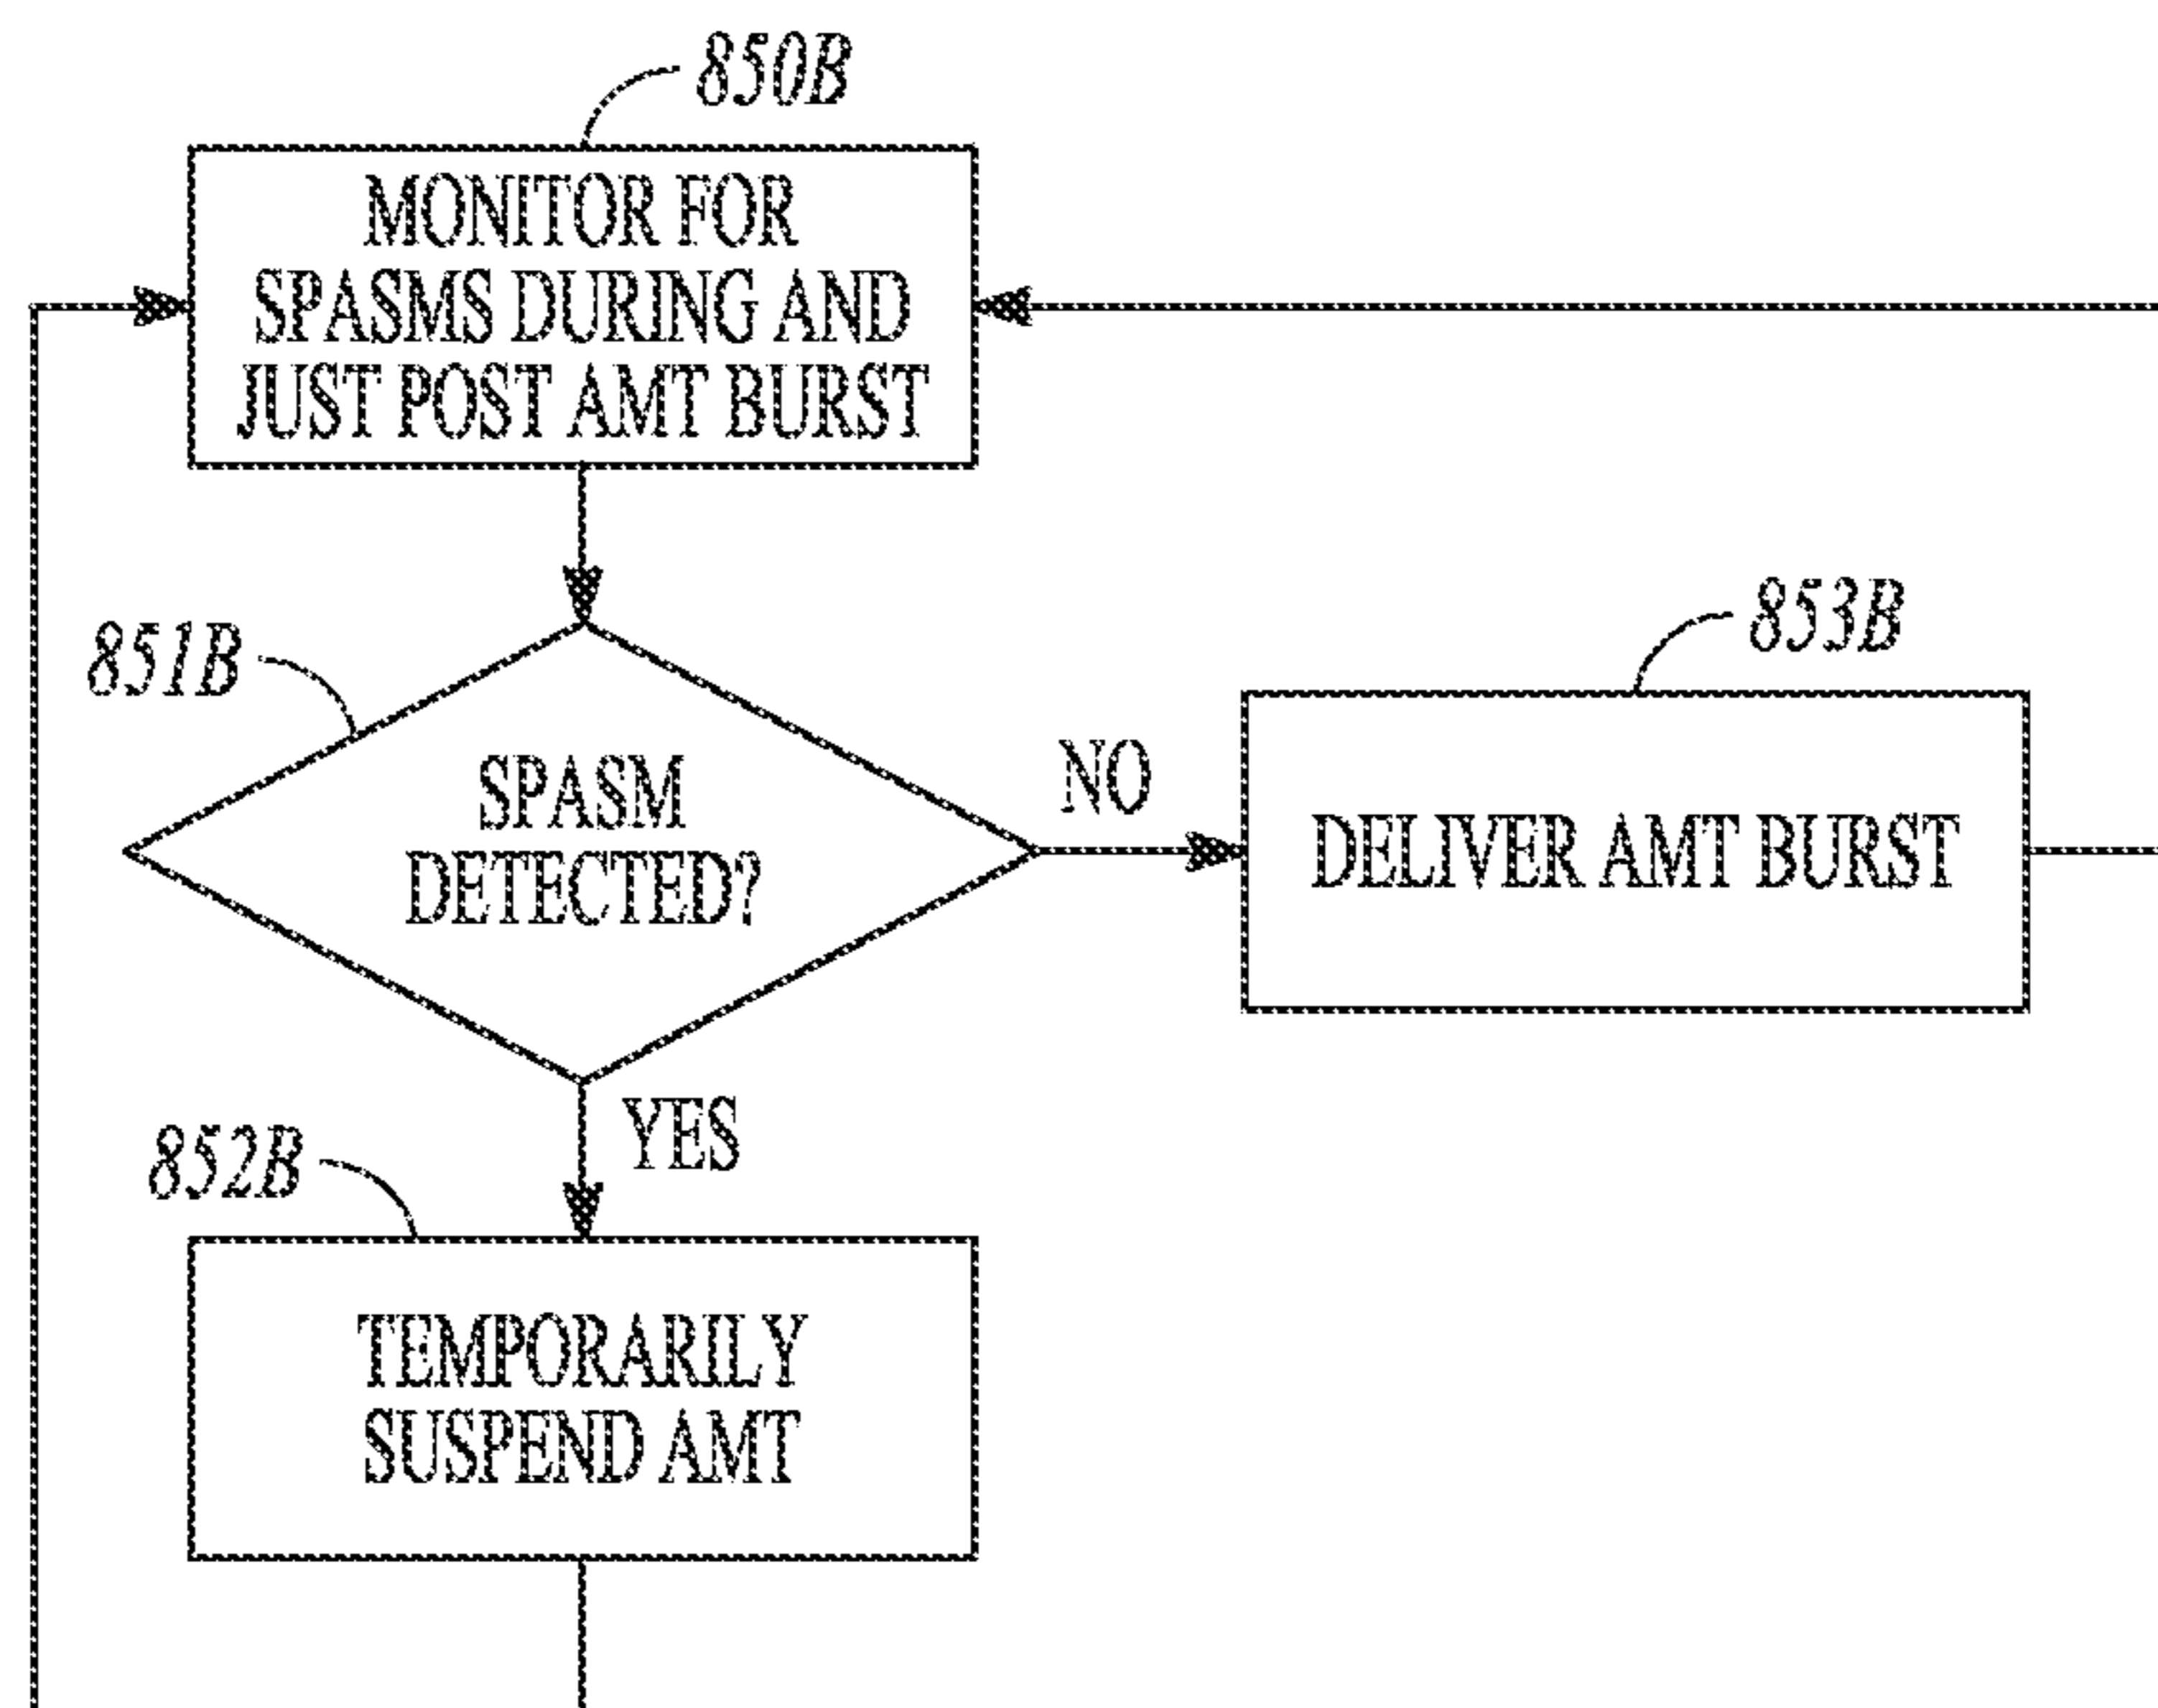 850B
MONITOR FOR
SPASMS DURING AND
JUST POST AMT BURST
851B
SPASM
DETECTED?
NO
853B
DELIVER AMT BURST
YES
852B
TEMPORARILY
SUSPEND AMT